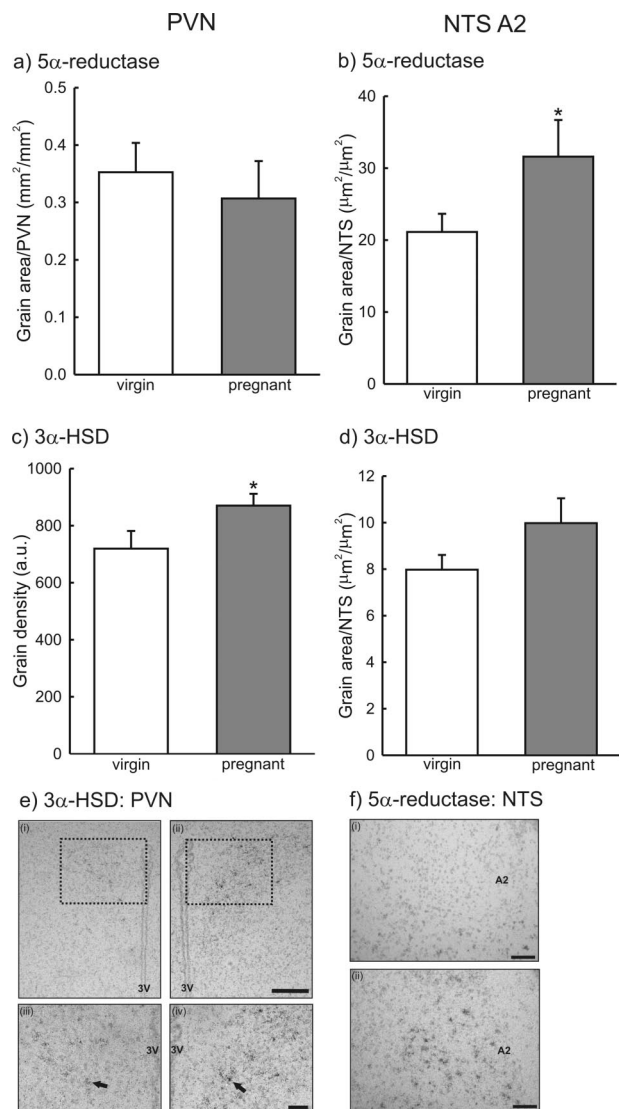 PVN
NTS A2
a) 5α-reductase
Grain area/PVN (mm²/mm²)
0.5
0.4
0.3
0.2
0.1
0.0
virgin
pregnant
b) 5α-reductase
Grain area/NTS (μm²/μm²)
40
30
20
10
0
*
virgin
pregnant
c) 3α-HSD
Grain density (a.u.)
1000
800
600
400
200
0
*
virgin
pregnant
d) 3α-HSD
Grain area/NTS (μm²/μm²)
12
10
8
6
4
2
0
virgin
pregnant
e) 3α-HSD: PVN
(i)
3V
(ii)
3V
(iii)
3V
(iv)
3V
f) 5α-reductase: NTS
(i)
A2
(ii)
A2